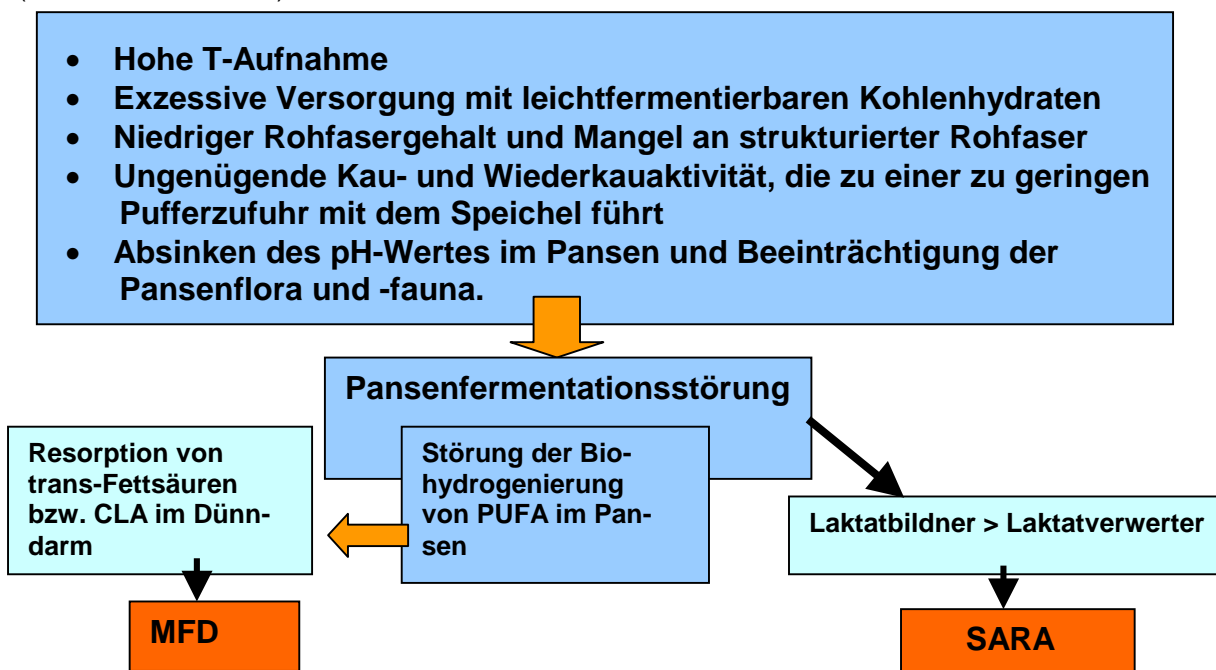 • Hohe T-Aufnahme
• Exzessive Versorgung mit leichtfermentierbaren Kohlenhydraten
• Niedriger Rohfasergehalt und Mangel an strukturierter Rohfaser
• Ungenügende Kau- und Wiederkauaktivität, die zu einer zu geringen
Pufferzufuhr mit dem Speichel führt
• Absinken des pH-Wertes im Pansen und Beeinträchtigung der
Pansenflora und -fauna.
Pansenfermentationsstörung
Resorption von
trans-Fettsäuren
bzw. CLA im Dünn-
darm
Störung der Bio-
hydrogenierung
von PUFA im Pan-
sen
Laktatbildner > Laktatverwerter
MFD
SARA